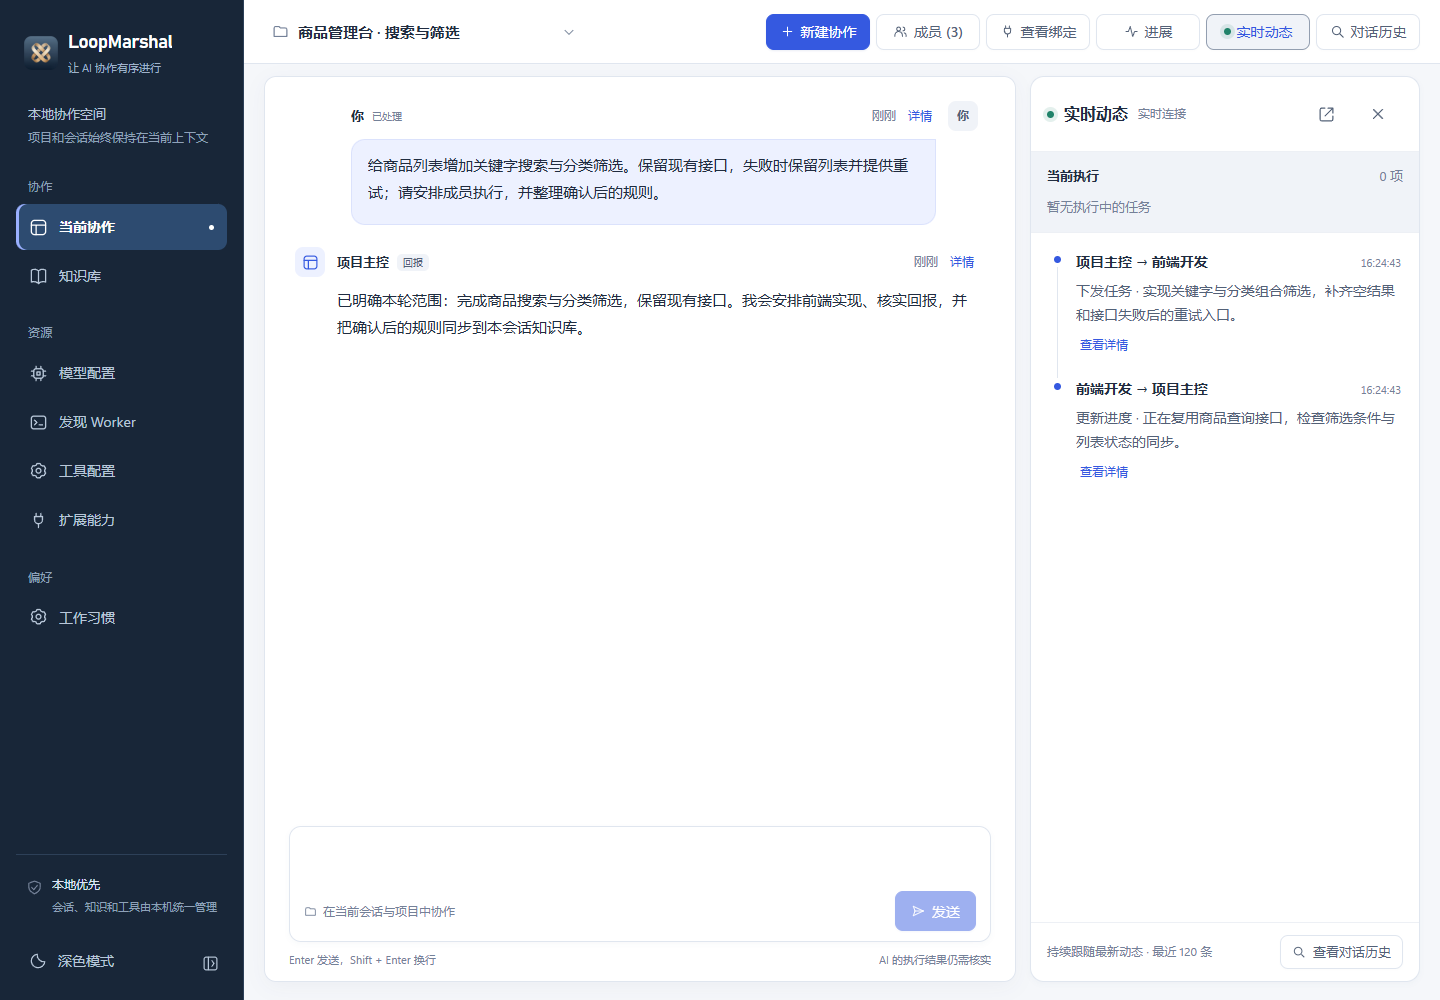 LoopMarshal
让 AI 协作有序进行
本地协作空间
项目和会话始终保持在当前上下文
协作
当前协作
知识库
资源
模型配置
发现 Worker
工具配置
扩展能力
偏好
工作习惯
本地优先
会话、知识和工具由本机统一管理
深色模式
商品管理台 · 搜索与筛选
新建协作
成员 (3)
查看绑定
进展
实时动态
对话历史
你 已处理
刚刚 详情 你
给商品列表增加关键字搜索与分类筛选。保留现有接口，失败时保留列表并提供重
试；请安排成员执行，并整理确认后的规则。
项目主控 回报
刚刚 详情
已明确本轮范围：完成商品搜索与分类筛选，保留现有接口。我会安排前端实现、核实回报，并
把确认后的规则同步到本会话知识库。
在当前会话与项目中协作
发送
Enter 发送，Shift + Enter 换行
AI 的执行结果仍需核实
实时动态 实时连接
当前执行
0 项
暂无执行中的任务
项目主控 → 前端开发
16:24:43
下发任务 · 实现关键字与分类组合筛选，补齐空结果
和接口失败后的重试入口。
查看详情
前端开发 → 项目主控
16:24:43
更新进度 · 正在复用商品查询接口，检查筛选条件与
列表状态的同步。
查看详情
持续跟随最新动态 · 最近 120 条
查看对话历史